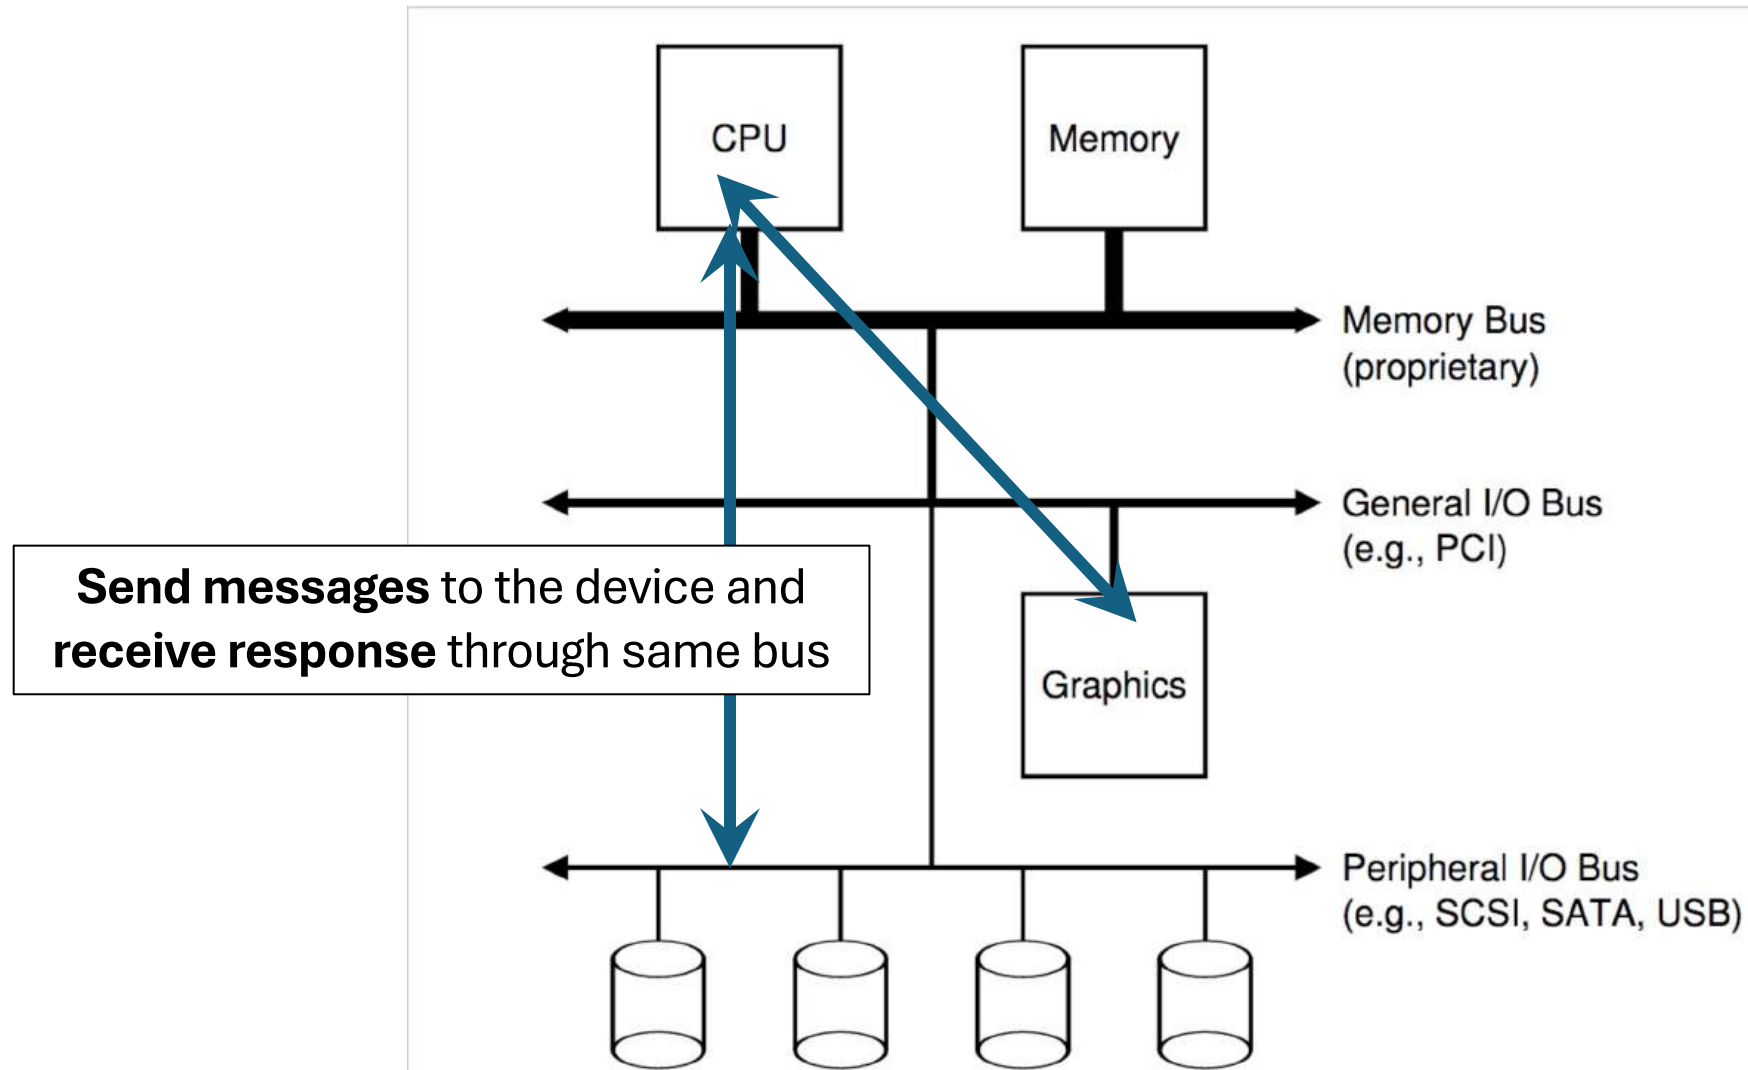 CPU
Memory
Memory Bus
(proprietary)
General I/O Bus
(e.g., PCI)
Send messages to the device and
receive response through same bus
Graphics
Peripheral I/O Bus
(e.g., SCSI, SATA, USB)